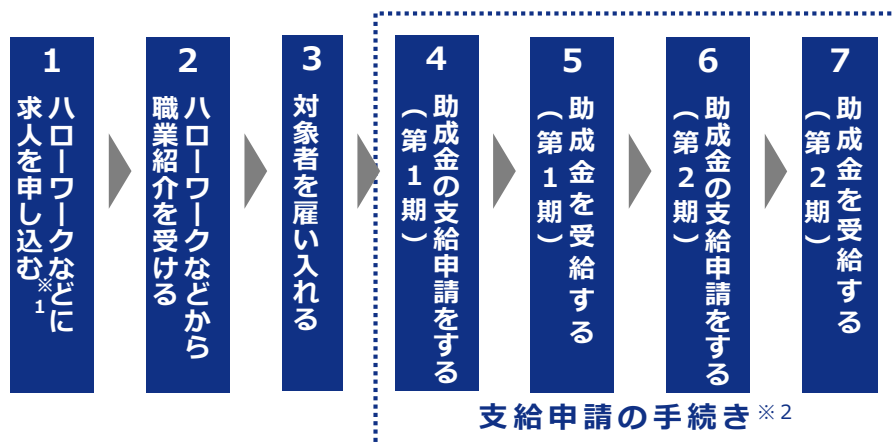 1
ハローワークなどに
求人を申し込む※1
2
ハローワークなどから
職業紹介を受ける
3
対象者を雇い入れる
4
助成金の支給申請をする
(第1期)
5
助成金を受給する
(第1期)
6
助成金の支給申請をする
(第2期)
7
助成金を受給する
(第2期)
支給申請の手続き※2